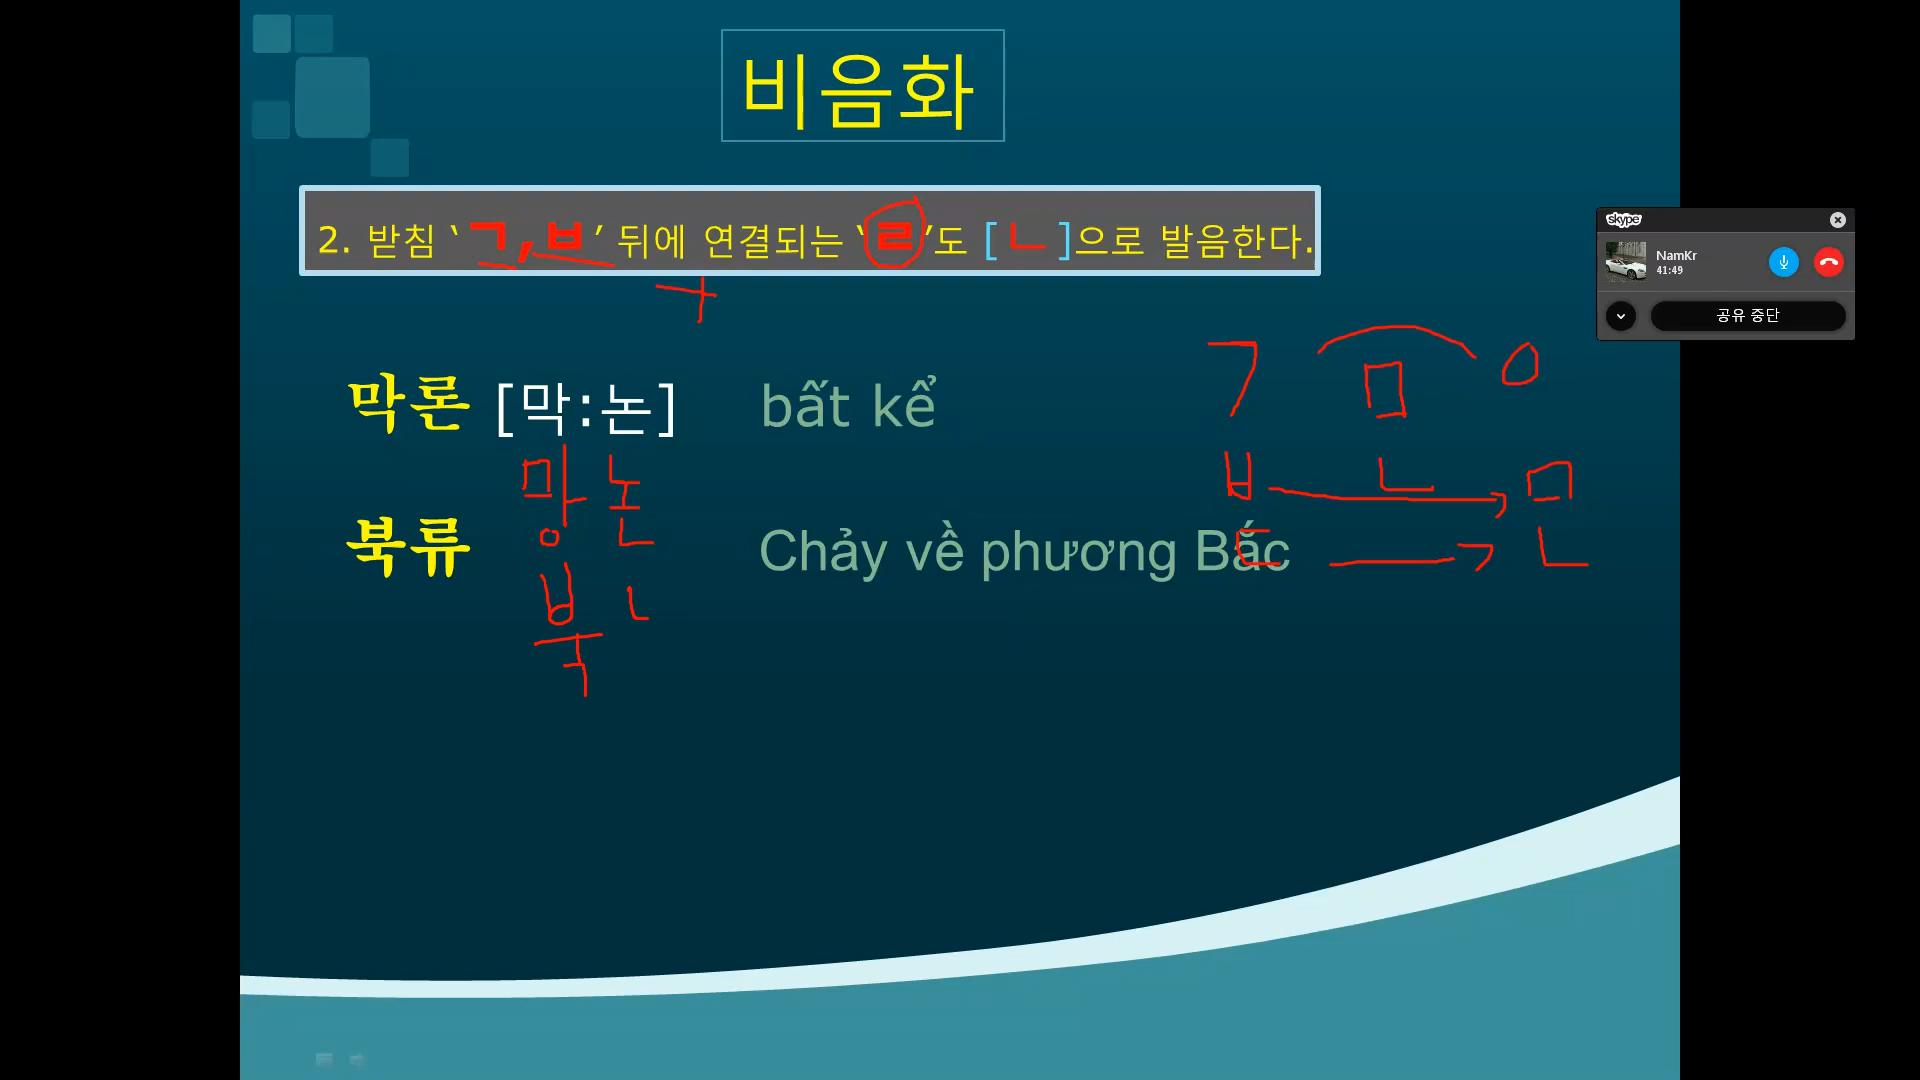 비음화
2. 받침 ‘ㄱ,ㅂ’ 뒤에 연결되는 ‘ㄹ’도 [ㄴ]으로 발음한다.
막론 [막:논] bất kể
망 논
북류 Chảy về phương Bắc
부 ㄴ
ㄱ ㅁ ㅇ
ㅂ ㄴ ㅁ
ㄷ ㄴ
skype
NamKr
41:49
공유 중단